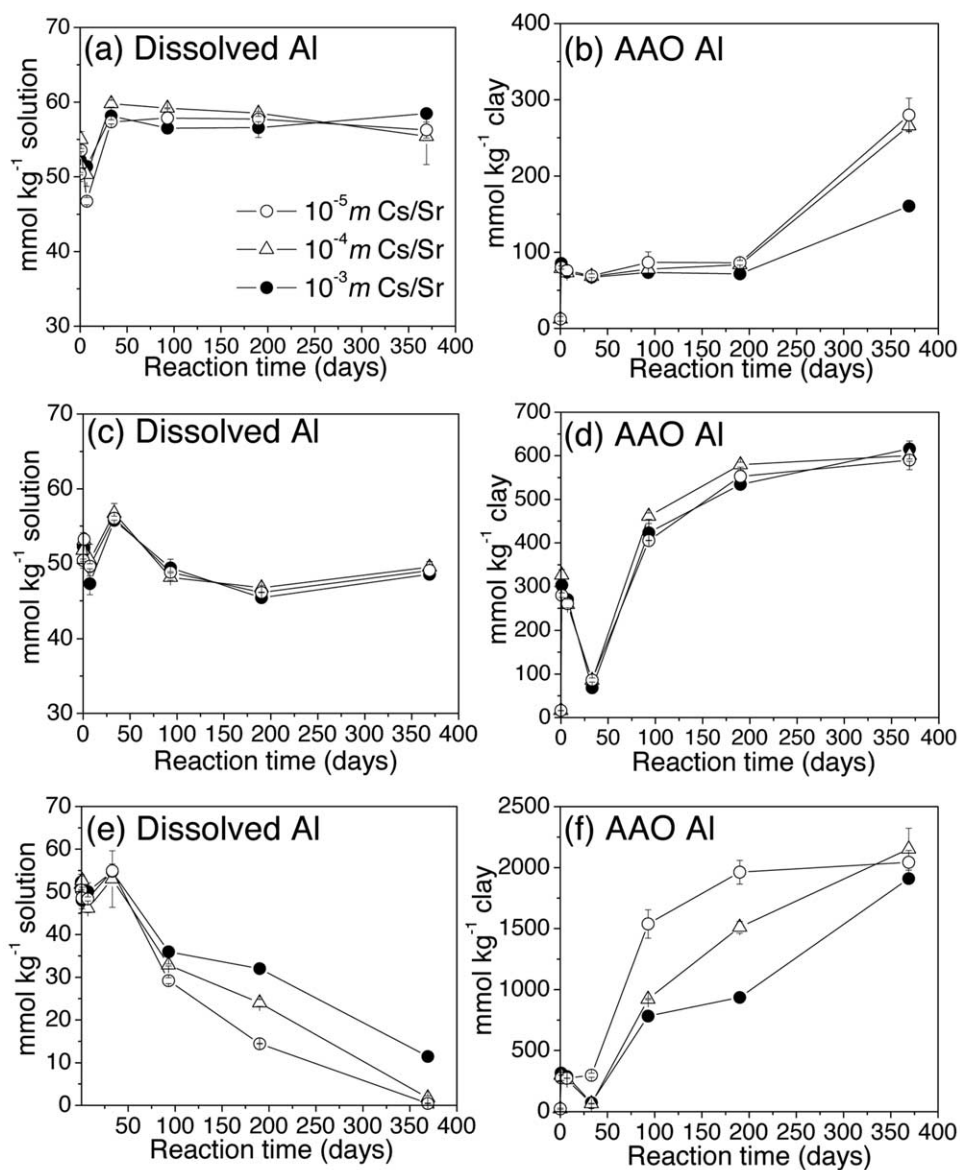 (a) Dissolved Al
mmol kg⁻¹ solution
70
60
50
40
30
10⁻⁵m Cs/Sr
10⁻⁴m Cs/Sr
10⁻³m Cs/Sr
0 50 100 150 200 250 300 350 400
Reaction time (days)
(b) AAO Al
mmol kg⁻¹ clay
400
300
200
100
0
0 50 100 150 200 250 300 350 400
Reaction time (days)
(c) Dissolved Al
mmol kg⁻¹ solution
70
60
50
40
30
0 50 100 150 200 250 300 350 400
Reaction time (days)
(d) AAO Al
mmol kg⁻¹ clay
700
600
500
400
300
200
100
0
0 50 100 150 200 250 300 350 400
Reaction time (days)
(e) Dissolved Al
mmol kg⁻¹ solution
70
60
50
40
30
20
10
0
50 100 150 200 250 300 350 400
Reaction time (days)
(f) AAO Al
mmol kg⁻¹ clay
2500
2000
1500
1000
500
0
0 50 100 150 200 250 300 350 400
Reaction time (days)